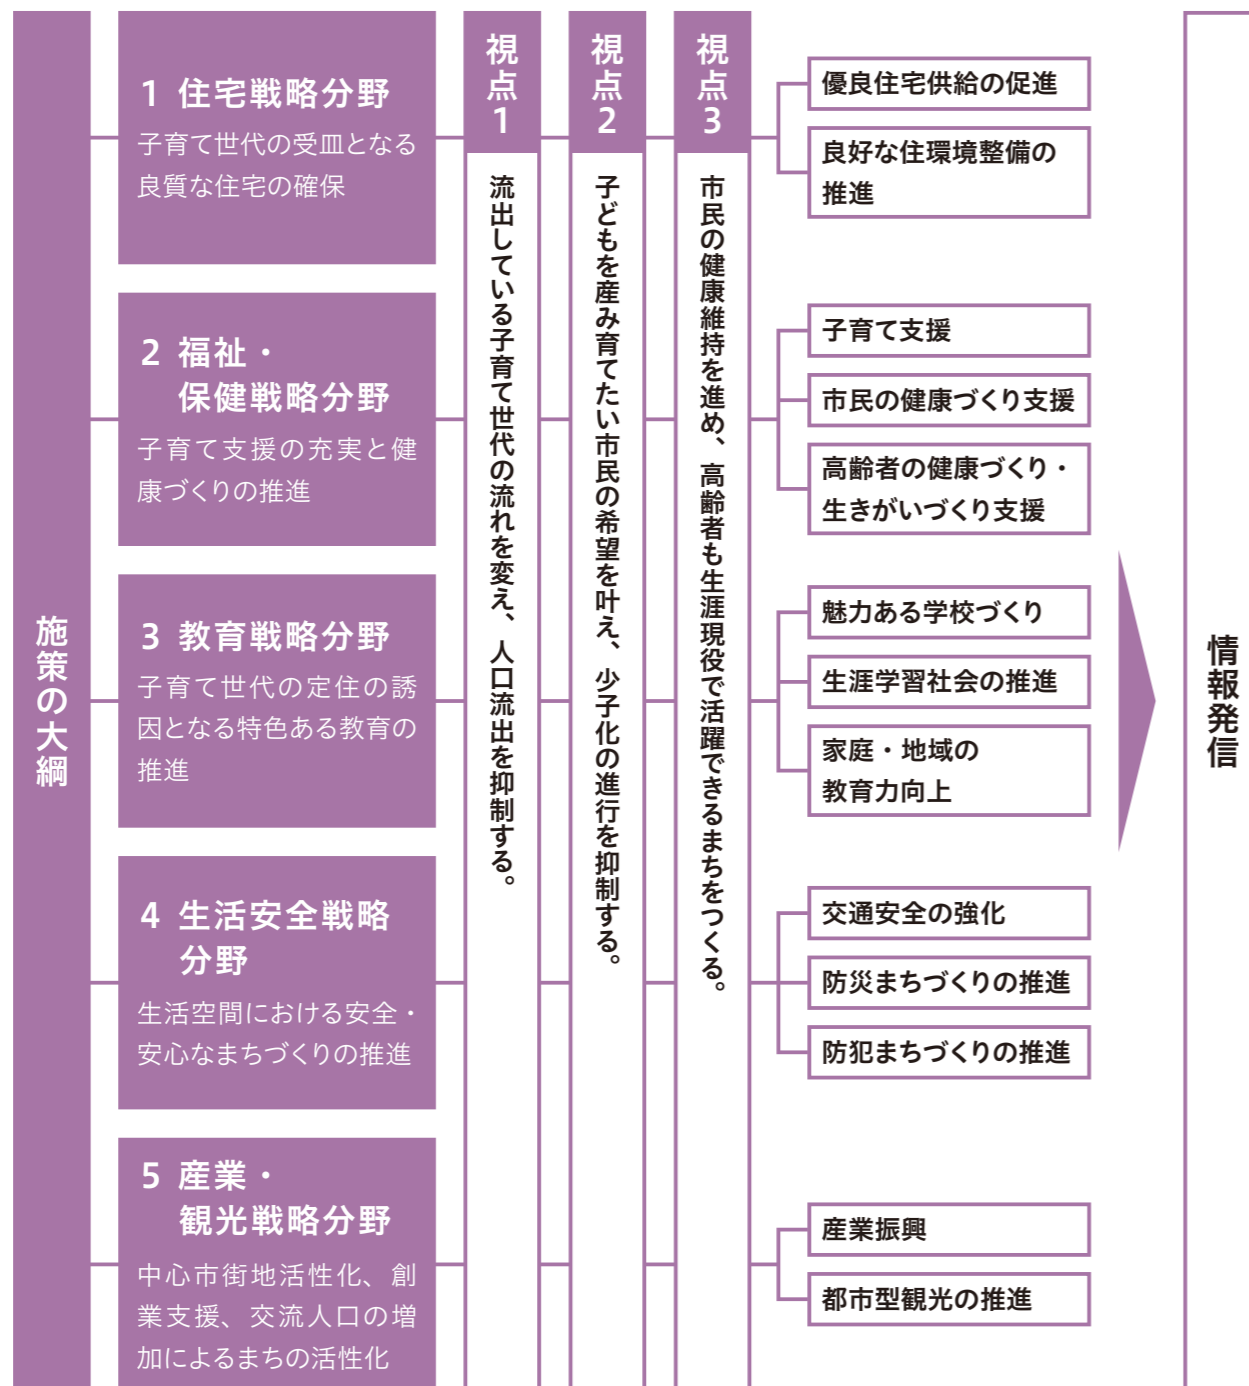 施策の大綱
1 住宅戦略分野
子育て世代の受皿となる
良質な住宅の確保
2 福祉・
保健戦略分野
子育て支援の充実と健
康づくりの推進
3 教育戦略分野
子育て世代の定住の誘
因となる特色ある教育の
推進
4 生活安全戦略
分野
生活空間における安全・
安心なまちづくりの推進
5 産業・
観光戦略分野
中心市街地活性化、創
業支援、交流人口の増
加によるまちの活性化
視点1
流出している子育て世代の流れを変え、人口流出を抑制する。
視点2
子どもを産み育てたい市民の希望を叶え、少子化の進行を抑制する。
視点3
市民の健康維持を進め、高齢者も生涯現役で活躍できるまちをつくる。
優良住宅供給の促進
良好な住環境整備の
推進
子育て支援
市民の健康づくり支援
高齢者の健康づくり・
生きがいづくり支援
魅力ある学校づくり
生涯学習社会の推進
家庭・地域の
教育力向上
交通安全の強化
防災まちづくりの推進
防犯まちづくりの推進
産業振興
都市型観光の推進
情報発信